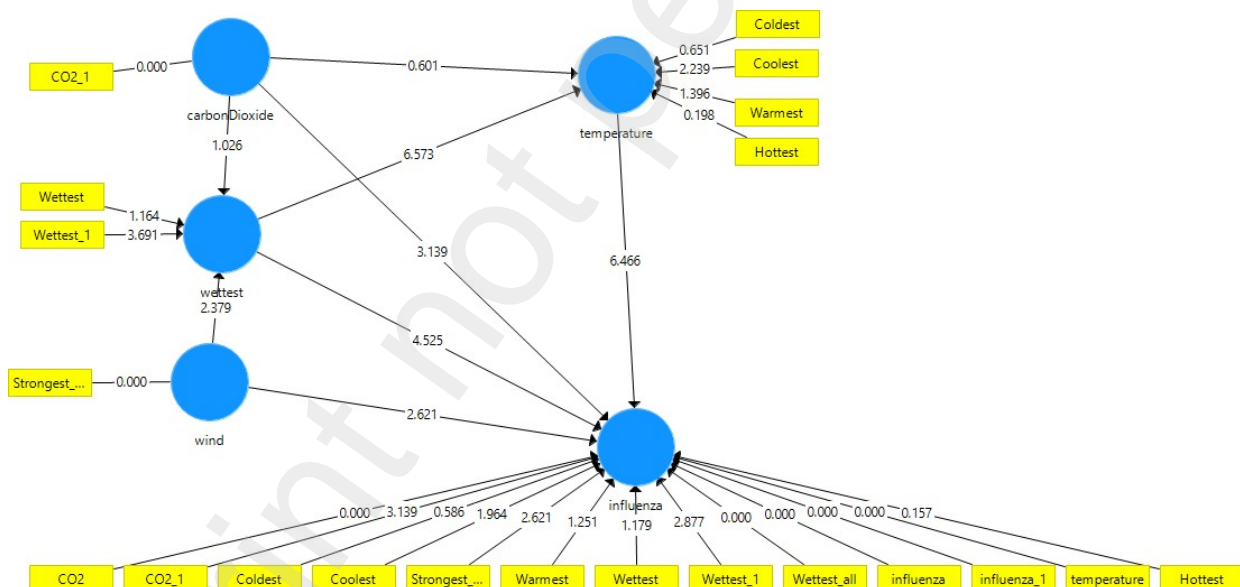 Coldest
0.651
Coolest
2.239
CO2_1
0.000
0.601
1.396
Warmest
0.198
carbonDioxide
temperature
Hottest
1.026
6.573
Wettest
1.164
Wettest_1
3.691
3.139
6.466
wettest
2.379
4.525
Strongest_...
0.000
2.621
wind
influenza
0.000
3.139
0.586
1.964
2.621
1.251
1.179
2.877
0.000
0.000
0.000
0.000
0.157
CO2
CO2_1
Coldest
Coolest
Strongest_...
Warmest
Wettest
Wettest_1
Wettest_all
influenza
influenza_1
temperature
Hottest
int not pe